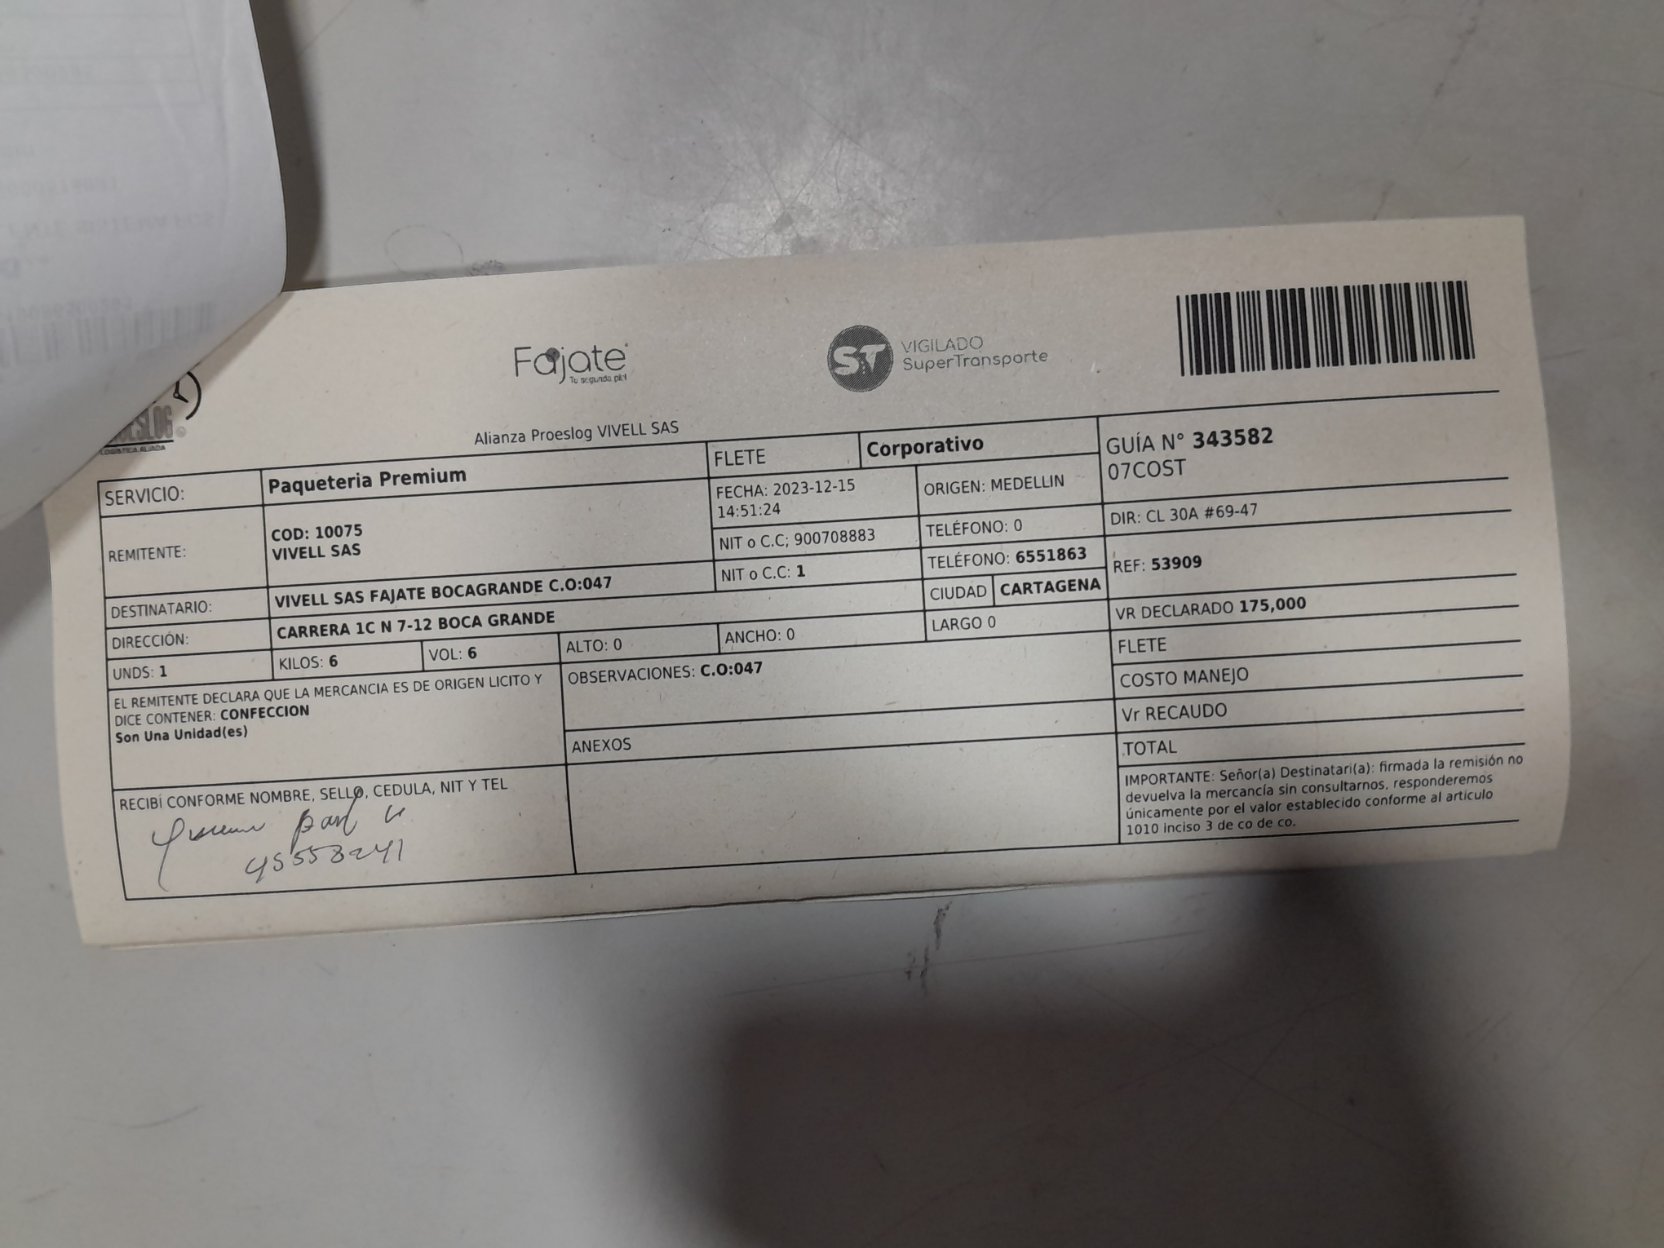 Fajate
Tu segunda piel
ST VIGILADO
SuperTransporte
LOGISTICA ALIADA
Alianza Proeslog VIVELL SAS
SERVICIO: Paqueteria Premium
FLETE Corporativo
GUÍA N° 343582
07COST
REMITENTE: COD: 10075
VIVELL SAS
FECHA: 2023-12-15
14:51:24
ORIGEN: MEDELLIN
NIT o C.C; 900708883
TELÉFONO: 0
DIR: CL 30A #69-47
DESTINATARIO: VIVELL SAS FAJATE BOCAGRANDE C.O:047
NIT o C.C: 1
TELÉFONO: 6551863
REF: 53909
DIRECCIÓN: CARRERA 1C N 7-12 BOCA GRANDE
CIUDAD CARTAGENA
VR DECLARADO 175,000
UNDS: 1 KILOS: 6 VOL: 6 ALTO: 0 ANCHO: 0 LARGO 0
FLETE
COSTO MANEJO
Vr RECAUDO
TOTAL
EL REMITENTE DECLARA QUE LA MERCANCIA ES DE ORIGEN LICITO Y
DICE CONTENER: CONFECCION
Son Una Unidad(es)
OBSERVACIONES: C.O:047
ANEXOS
IMPORTANTE: Señor(a) Destinatari(a): firmada la remisión no
devuelva la mercancía sin consultarnos, responderemos
únicamente por el valor establecido conforme al articulo
1010 inciso 3 de co de co.
RECIBÍ CONFORME NOMBRE, SELLO, CEDULA, NIT Y TEL
45558241